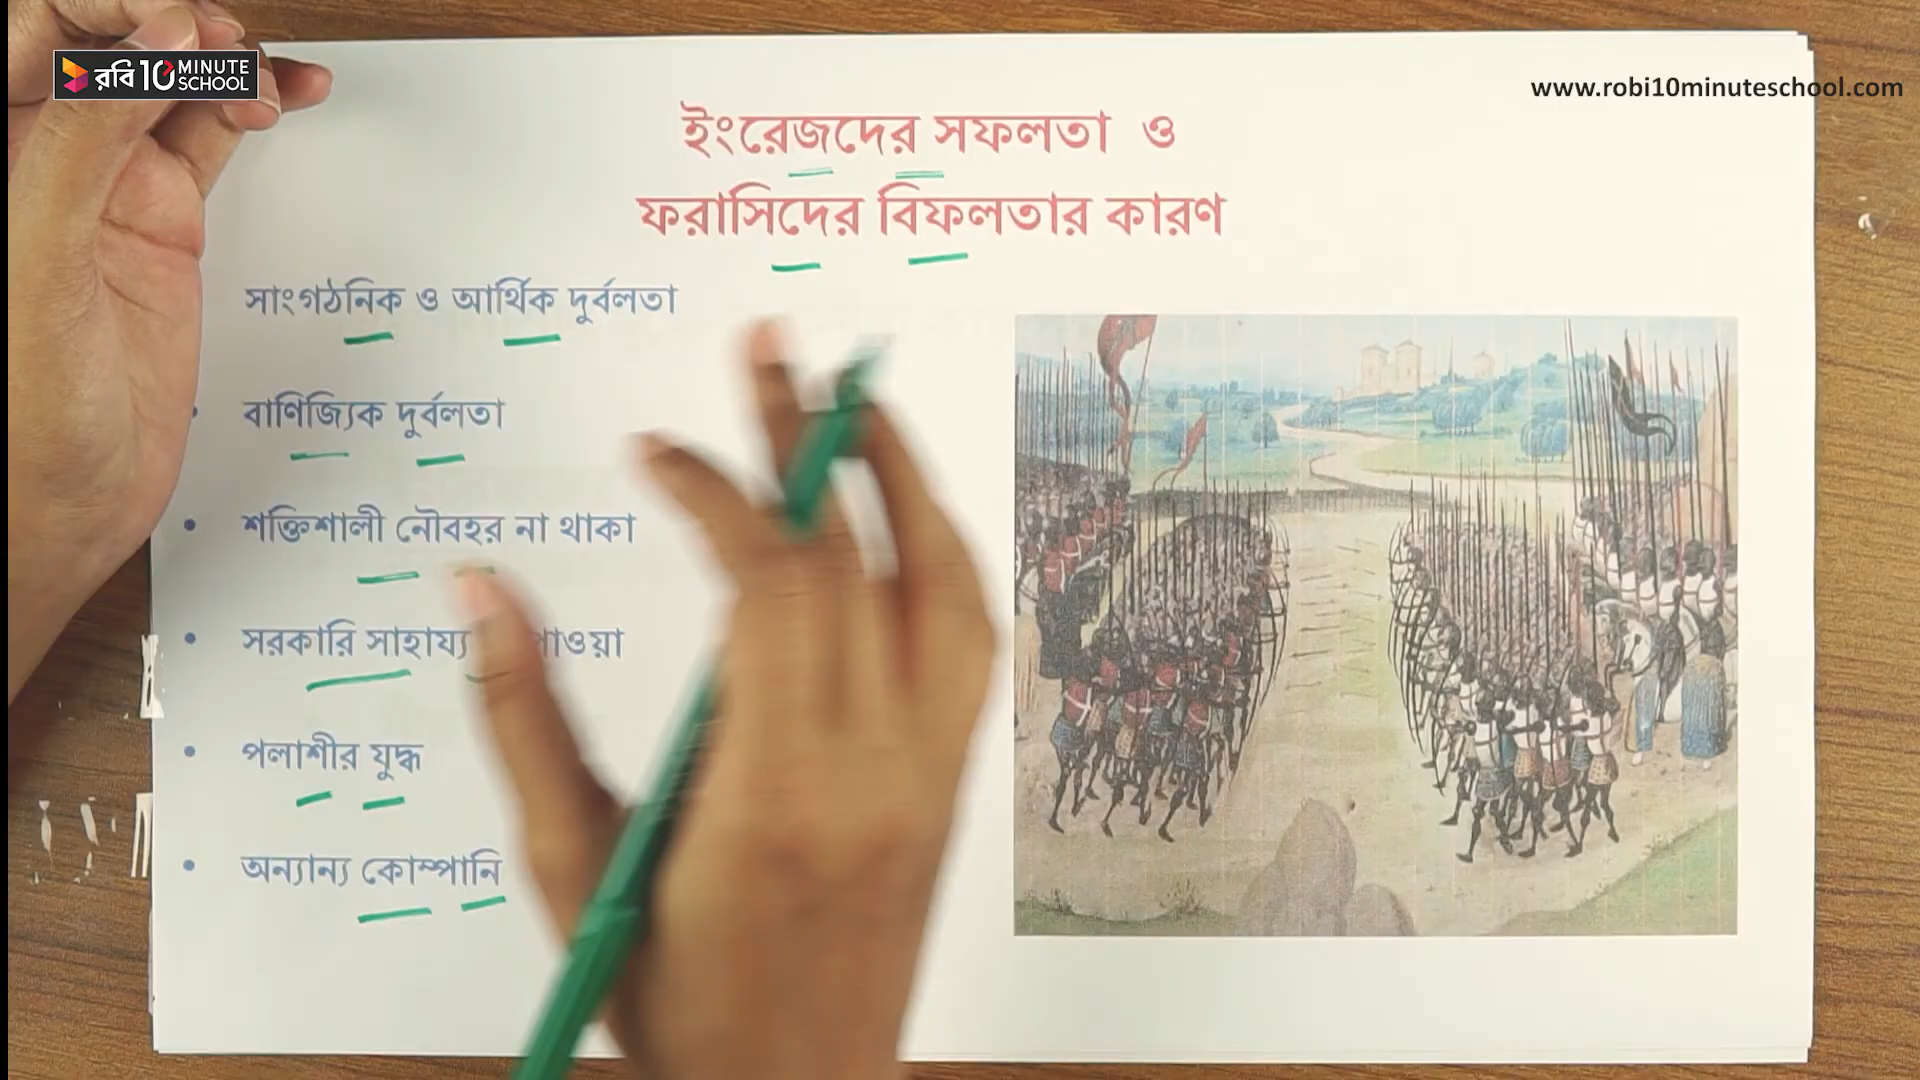 রবি 10 MINUTE SCHOOL
www.robi10minuteschool.com
ইংরেজদের সফলতা ও
ফরাসিদের বিফলতার কারণ
সাংগঠনিক ও আর্থিক দুর্বলতা
• বাণিজ্যিক দুর্বলতা
• শক্তিশালী নৌবহর না থাকা
• সরকারি সাহায্য পাওয়া
• পলাশীর যুদ্ধ
• অন্যান্য কোম্পানি